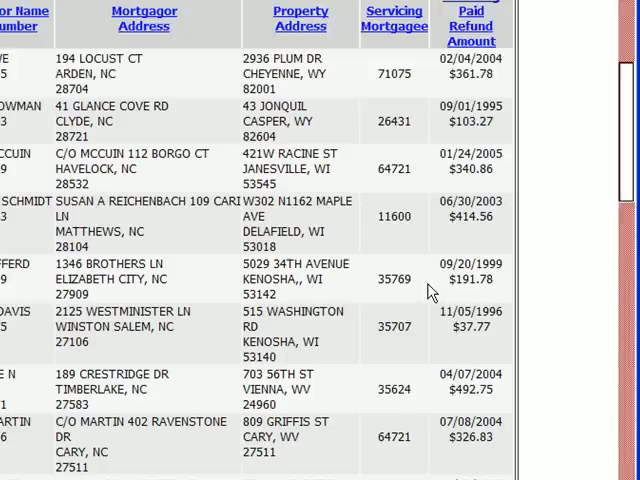 or Name Mortgagor Property Servicing Paid
umber Address Address Mortgagee Refund
Amount
194 LOCUST CT 2936 PLUM DR 02/04/2004
5 ARDEN, NC CHEYENNE, WY 71075 $361.78
28704 82001
OWMAN 41 GLANCE COVE RD 43 JONQUIL 09/01/1995
3 CLYDE, NC CASPER, WY 26431 $103.27
28721 82604
CCUIN C/O MCCUIN 112 BORGO CT 421W RACINE ST 01/24/2005
9 HAVELOCK, NC JANESVILLE, WI 64721 $340.86
28532 53545
SCHMIDT SUSAN A REICHENBACH 109 CARI W302 N1162 MAPLE 06/30/2003
3 LN AVE 11600 $414.56
MATTHEWS, NC DELAFIELD, WI
28104 53018
FFERD 1346 BROTHERS LN 5029 34TH AVENUE 09/20/1999
9 ELIZABETH CITY, NC KENOSHA,, WI 35769 $191.78
27909 53142
DAVIS 2125 WESTMINISTER LN 515 WASHINGTON 11/05/1996
5 WINSTON SALEM, NC RD 35707 $37.77
27106 KENOSHA, WI
53140
E N 189 CRESTRIDGE DR 703 56TH ST 04/07/2004
TIMBERLAKE, NC VIENNA, WV 35624 $492.75
1 27583 24960
ARTIN C/O MARTIN 402 RAVENSTONE 809 GRIFFIS ST 07/08/2004
6 DR CARY, WV 64721 $326.83
CARY, NC 27511
27511